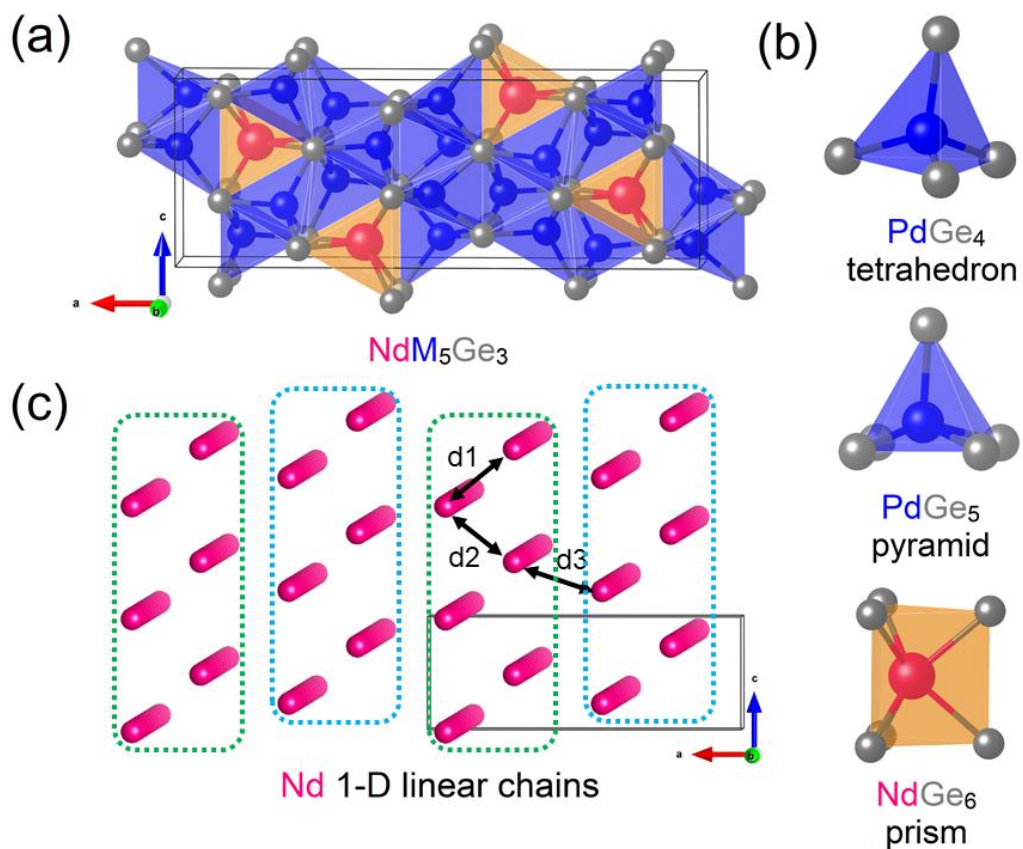 (a)
c
a
b
NdM₅Ge₃
(b)
PdGe₄
tetrahedron
PdGe₅
pyramid
NdGe₆
prism
(c)
d1
d2
d3
c
a
b
Nd 1-D linear chains